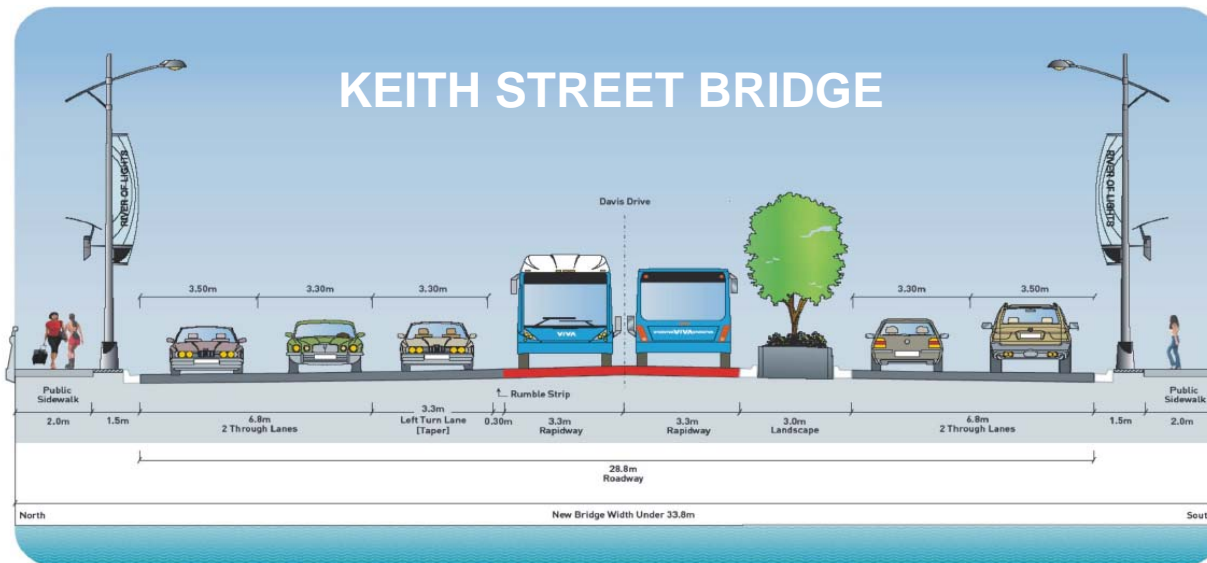 KEITH STREET BRIDGE
RIVER OF LIGHTS
RIVER OF LIGHTS
Davis Drive
3.50m 3.30m 3.30m 3.30m 3.50m
VIVA
VIVA
Rumble Strip
Public
Sidewalk
Public
Sidewalk
2.0m 1.5m 6.8m 3.3m 0.30m 3.3m 3.3m 3.0m 6.8m 1.5m 2.0m
2 Through Lanes Left Turn Lane Rapidway Rapidway Landscape 2 Through Lanes
[Taper]
28.8m
Roadway
North New Bridge Width Under 33.8m Sout